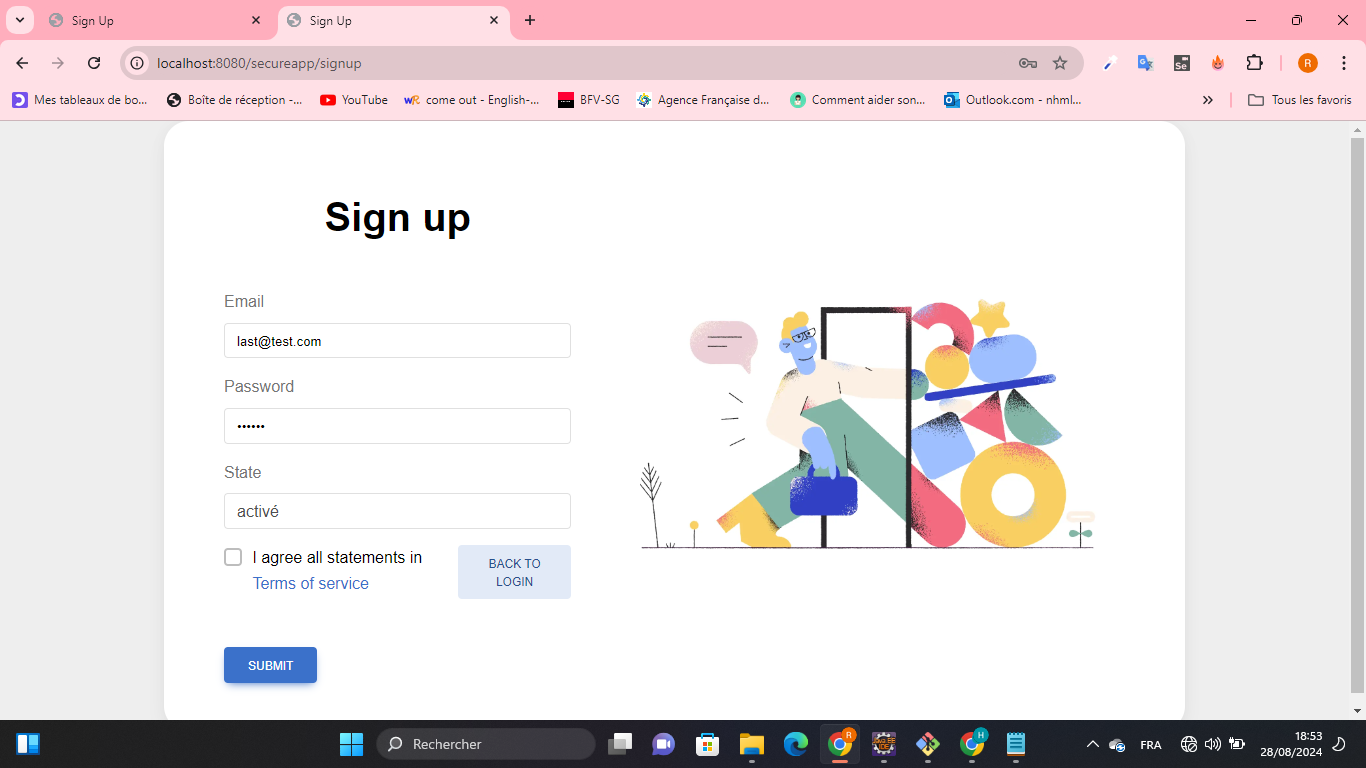 Sign Up
Sign Up
localhost:8080/secureapp/signup
R
Mes tableaux de bo...
Boîte de réception -...
YouTube
come out - English-...
BFV-SG
Agence Française d...
Comment aider son...
Outlook.com - nhml...
Tous les favoris
Sign up
Email
last@test.com
Password
••••••
State
activé
I agree all statements in
Terms of service
BACK TO
LOGIN
SUBMIT
Rechercher
FRA
18:53
28/08/2024